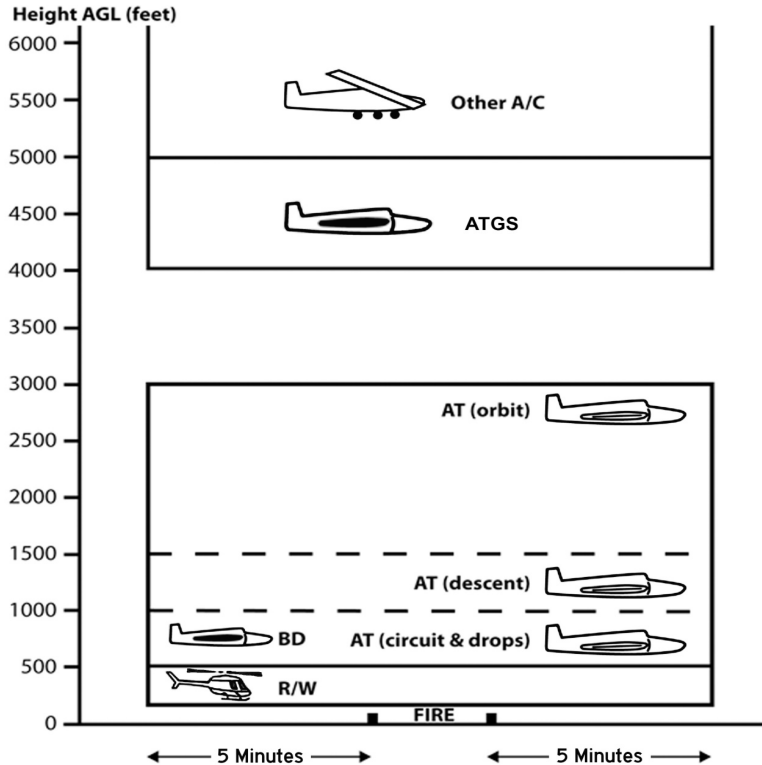 Height AGL (feet)
6000
5500
Other A/C
5000
4500
ATGS
4000
3500
3000
AT (orbit)
2500
2000
1500
AT (descent)
1000
BD
AT (circuit & drops)
500
R/W
FIRE
0
5 Minutes
5 Minutes